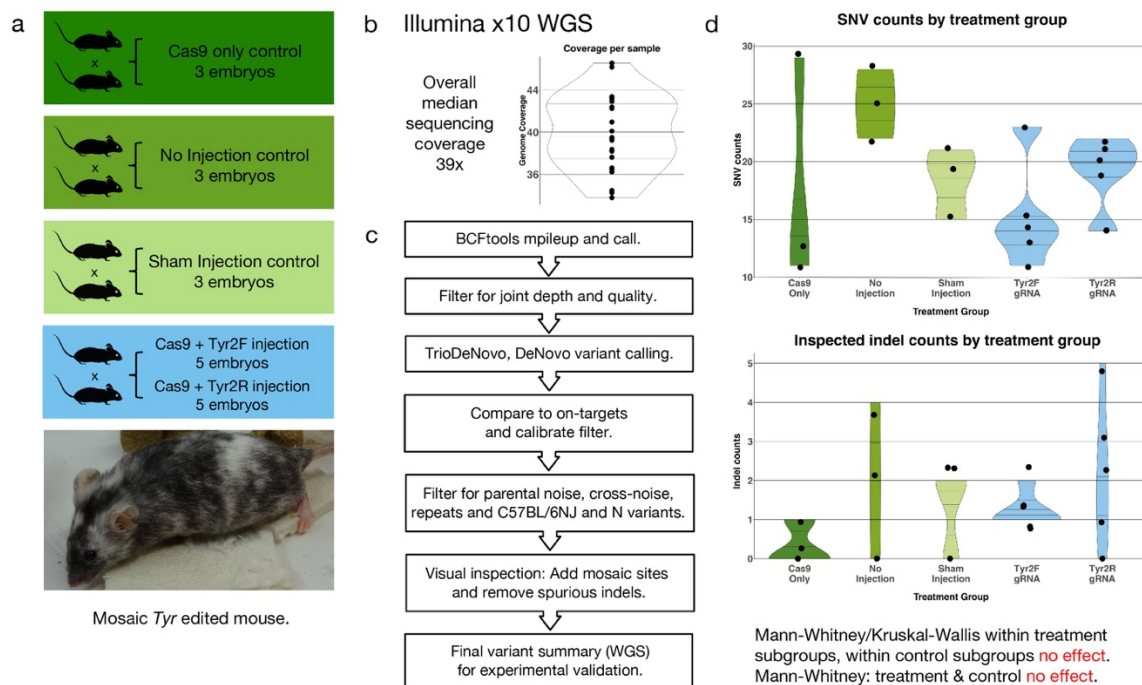 a
x
Cas9 only control
3 embryos
x
No Injection control
3 embryos
x
Sham Injection control
3 embryos
x
Cas9 + Tyr2F injection
5 embryos
Cas9 + Tyr2R injection
5 embryos
Mosaic Tyr edited mouse.
b
Illumina x10 WGS
Overall
median
sequencing
coverage
39x
Coverage per sample
Genome Coverage
44
40
36
c
BCFtools mpileup and call.
Filter for joint depth and quality.
TrioDeNovo, DeNovo variant calling.
Compare to on-targets
and calibrate filter.
Filter for parental noise, cross-noise,
repeats and C57BL/6NJ and N variants.
Visual inspection: Add mosaic sites
and remove spurious indels.
Final variant summary (WGS)
for experimental validation.
d
SNV counts by treatment group
SNV counts
30
25
20
15
10
Cas9 Only
No Injection
Sham Injection
Tyr2F gRNA
Tyr2R gRNA
Treatment Group
Inspected indel counts by treatment group
Indel counts
5
4
3
2
1
0
Cas9 Only
No Injection
Sham Injection
Tyr2F gRNA
Tyr2R gRNA
Treatment Group
Mann-Whitney/Kruskal-Wallis within treatment
subgroups, within control subgroups no effect.
Mann-Whitney: treatment & control no effect.